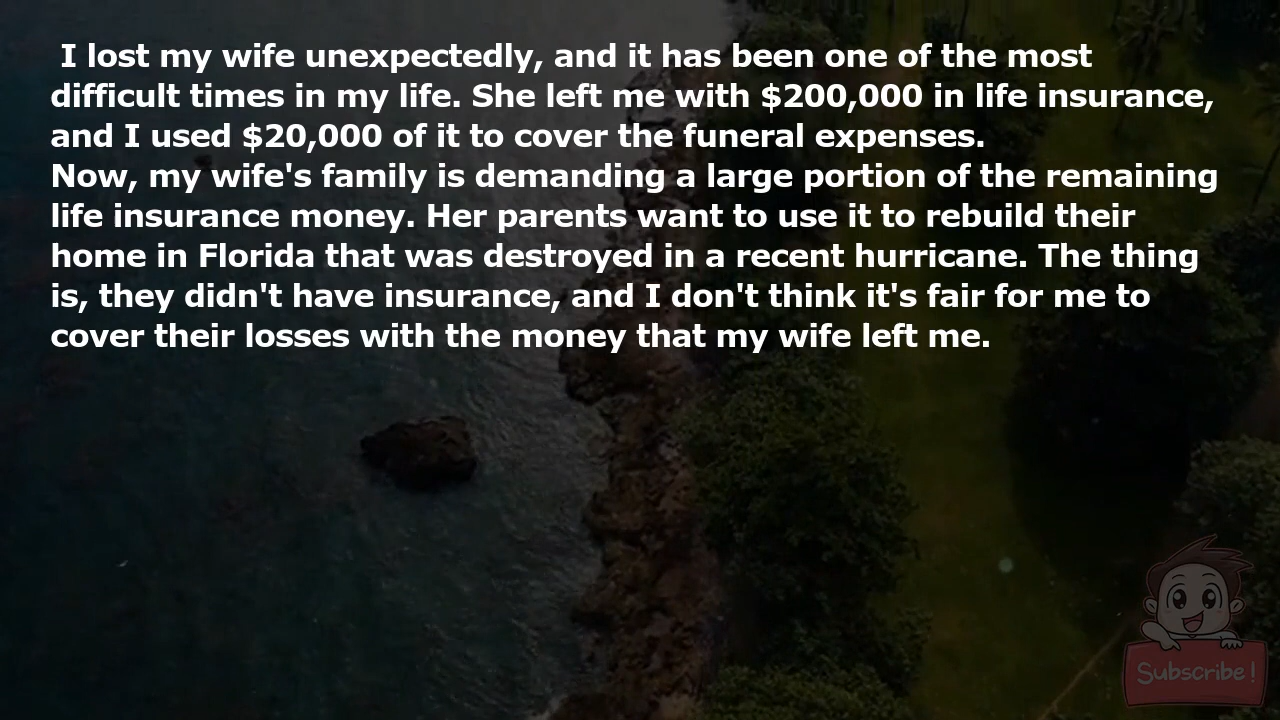 I lost my wife unexpectedly, and it has been one of the most
difficult times in my life. She left me with $200,000 in life insurance,
and I used $20,000 of it to cover the funeral expenses.
Now, my wife's family is demanding a large portion of the remaining
life insurance money. Her parents want to use it to rebuild their
home in Florida that was destroyed in a recent hurricane. The thing
is, they didn't have insurance, and I don't think it's fair for me to
cover their losses with the money that my wife left me.
Subscribe!